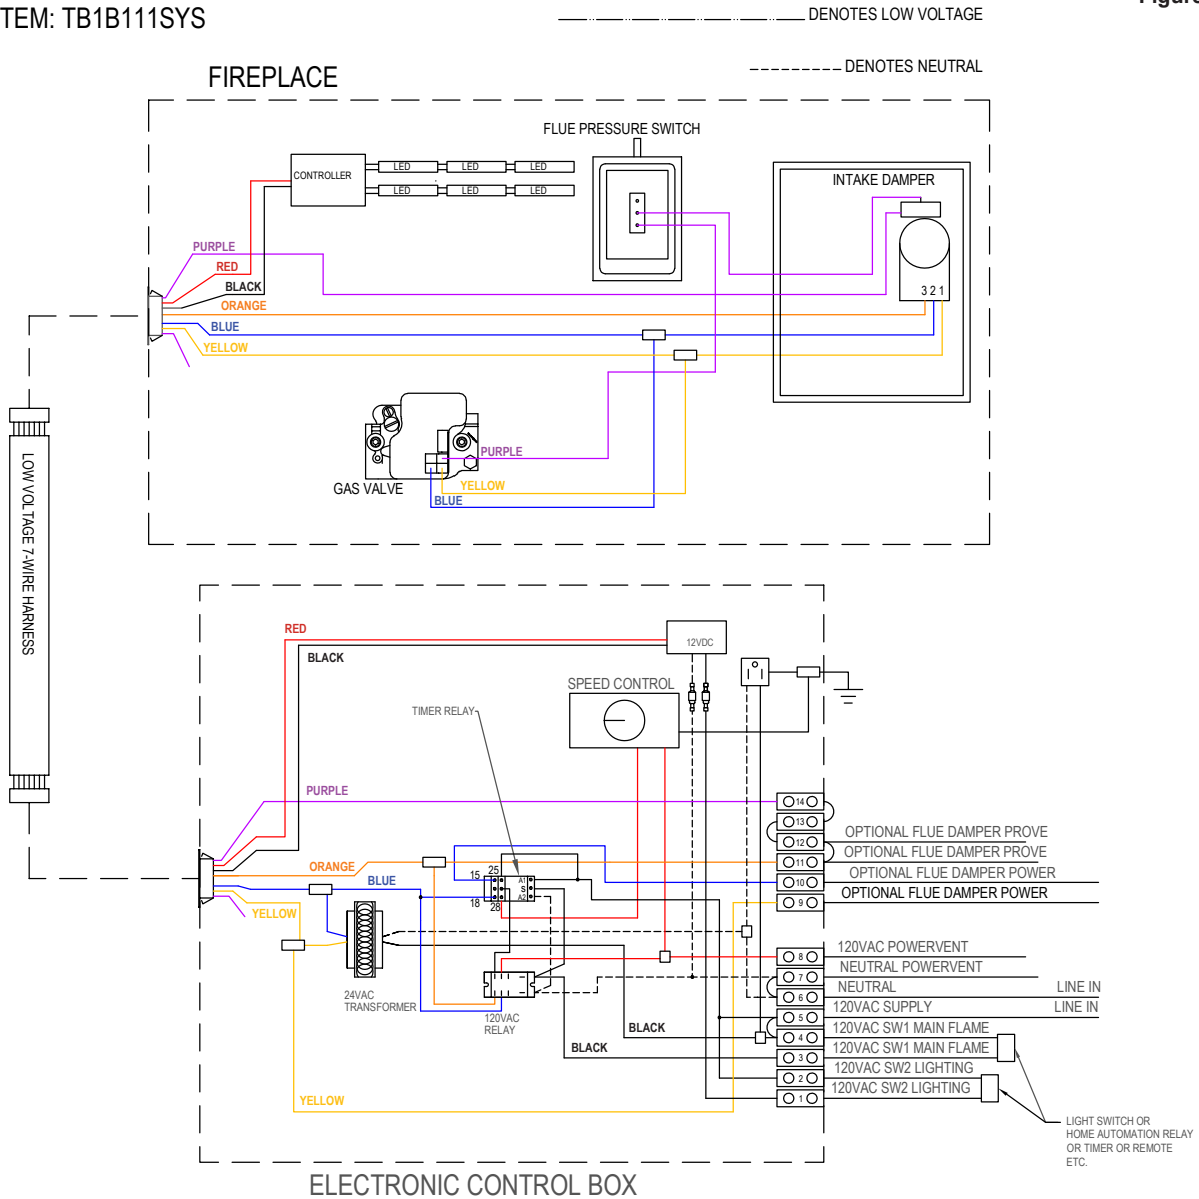 TEM: TB1B111SYS
DENOTES LOW VOLTAGE
Figure
DENOTES NEUTRAL
FIREPLACE
FLUE PRESSURE SWITCH
CONTROLLER
LED LED LED
LED LED LED
INTAKE DAMPER
PURPLE
RED
BLACK
ORANGE
BLUE
YELLOW
3 2 1
PURPLE
YELLOW
BLUE
GAS VALVE
LOW VOLTAGE 7-WIRE HARNESS
RED
BLACK
12VDC
SPEED CONTROL
TIMER RELAY
PURPLE
ORANGE
BLUE
YELLOW
15
25
18
28
A1
S
A2
24VAC
TRANSFORMER
120VAC
RELAY
BLACK
BLACK
YELLOW
14
13
12
OPTIONAL FLUE DAMPER PROVE
11
OPTIONAL FLUE DAMPER PROVE
10
OPTIONAL FLUE DAMPER POWER
9
OPTIONAL FLUE DAMPER POWER
8
120VAC POWERVENT
7
NEUTRAL POWERVENT
6
NEUTRAL
LINE IN
5
120VAC SUPPLY
LINE IN
4
120VAC SW1 MAIN FLAME
3
120VAC SW1 MAIN FLAME
2
120VAC SW2 LIGHTING
1
120VAC SW2 LIGHTING
LIGHT SWITCH OR
HOME AUTOMATION RELAY
OR TIMER OR REMOTE
ETC.
ELECTRONIC CONTROL BOX